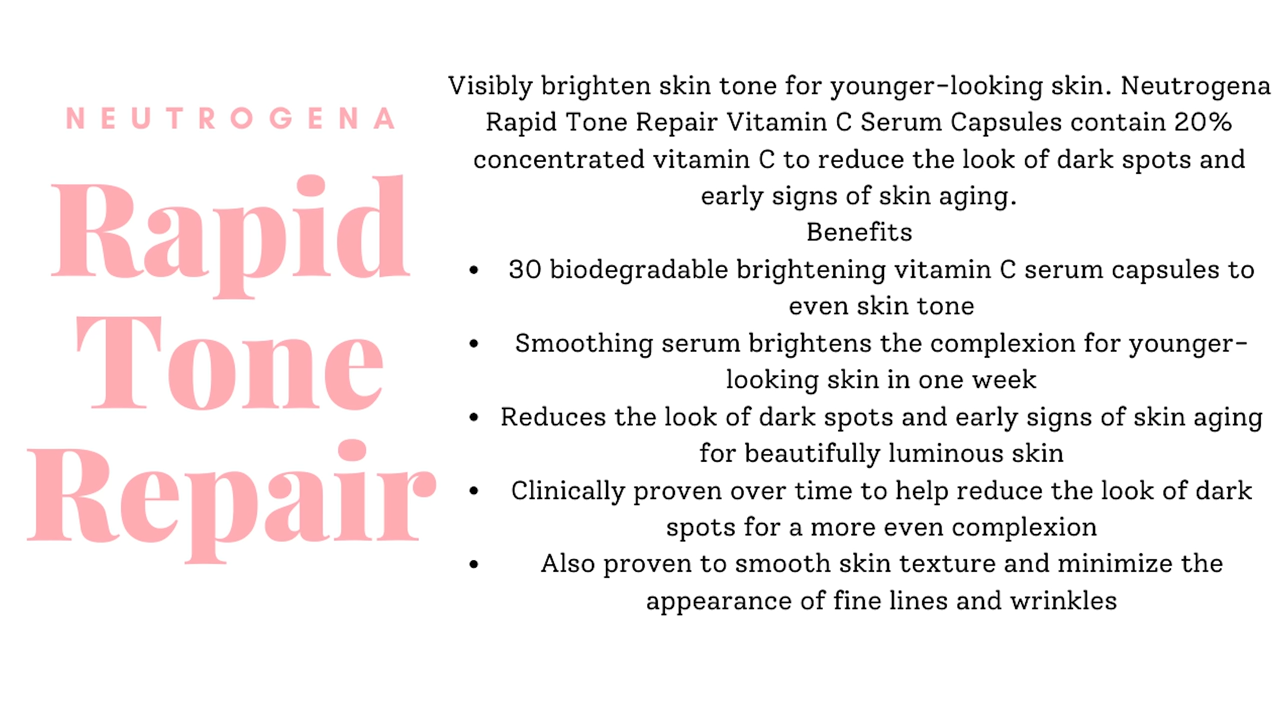 NEUTROGENA
Rapid
Tone
Repair
Visibly brighten skin tone for younger-looking skin. Neutrogena
Rapid Tone Repair Vitamin C Serum Capsules contain 20%
concentrated vitamin C to reduce the look of dark spots and
early signs of skin aging.
Benefits
• 30 biodegradable brightening vitamin C serum capsules to
even skin tone
• Smoothing serum brightens the complexion for younger-
looking skin in one week
• Reduces the look of dark spots and early signs of skin aging
for beautifully luminous skin
• Clinically proven over time to help reduce the look of dark
spots for a more even complexion
• Also proven to smooth skin texture and minimize the
appearance of fine lines and wrinkles